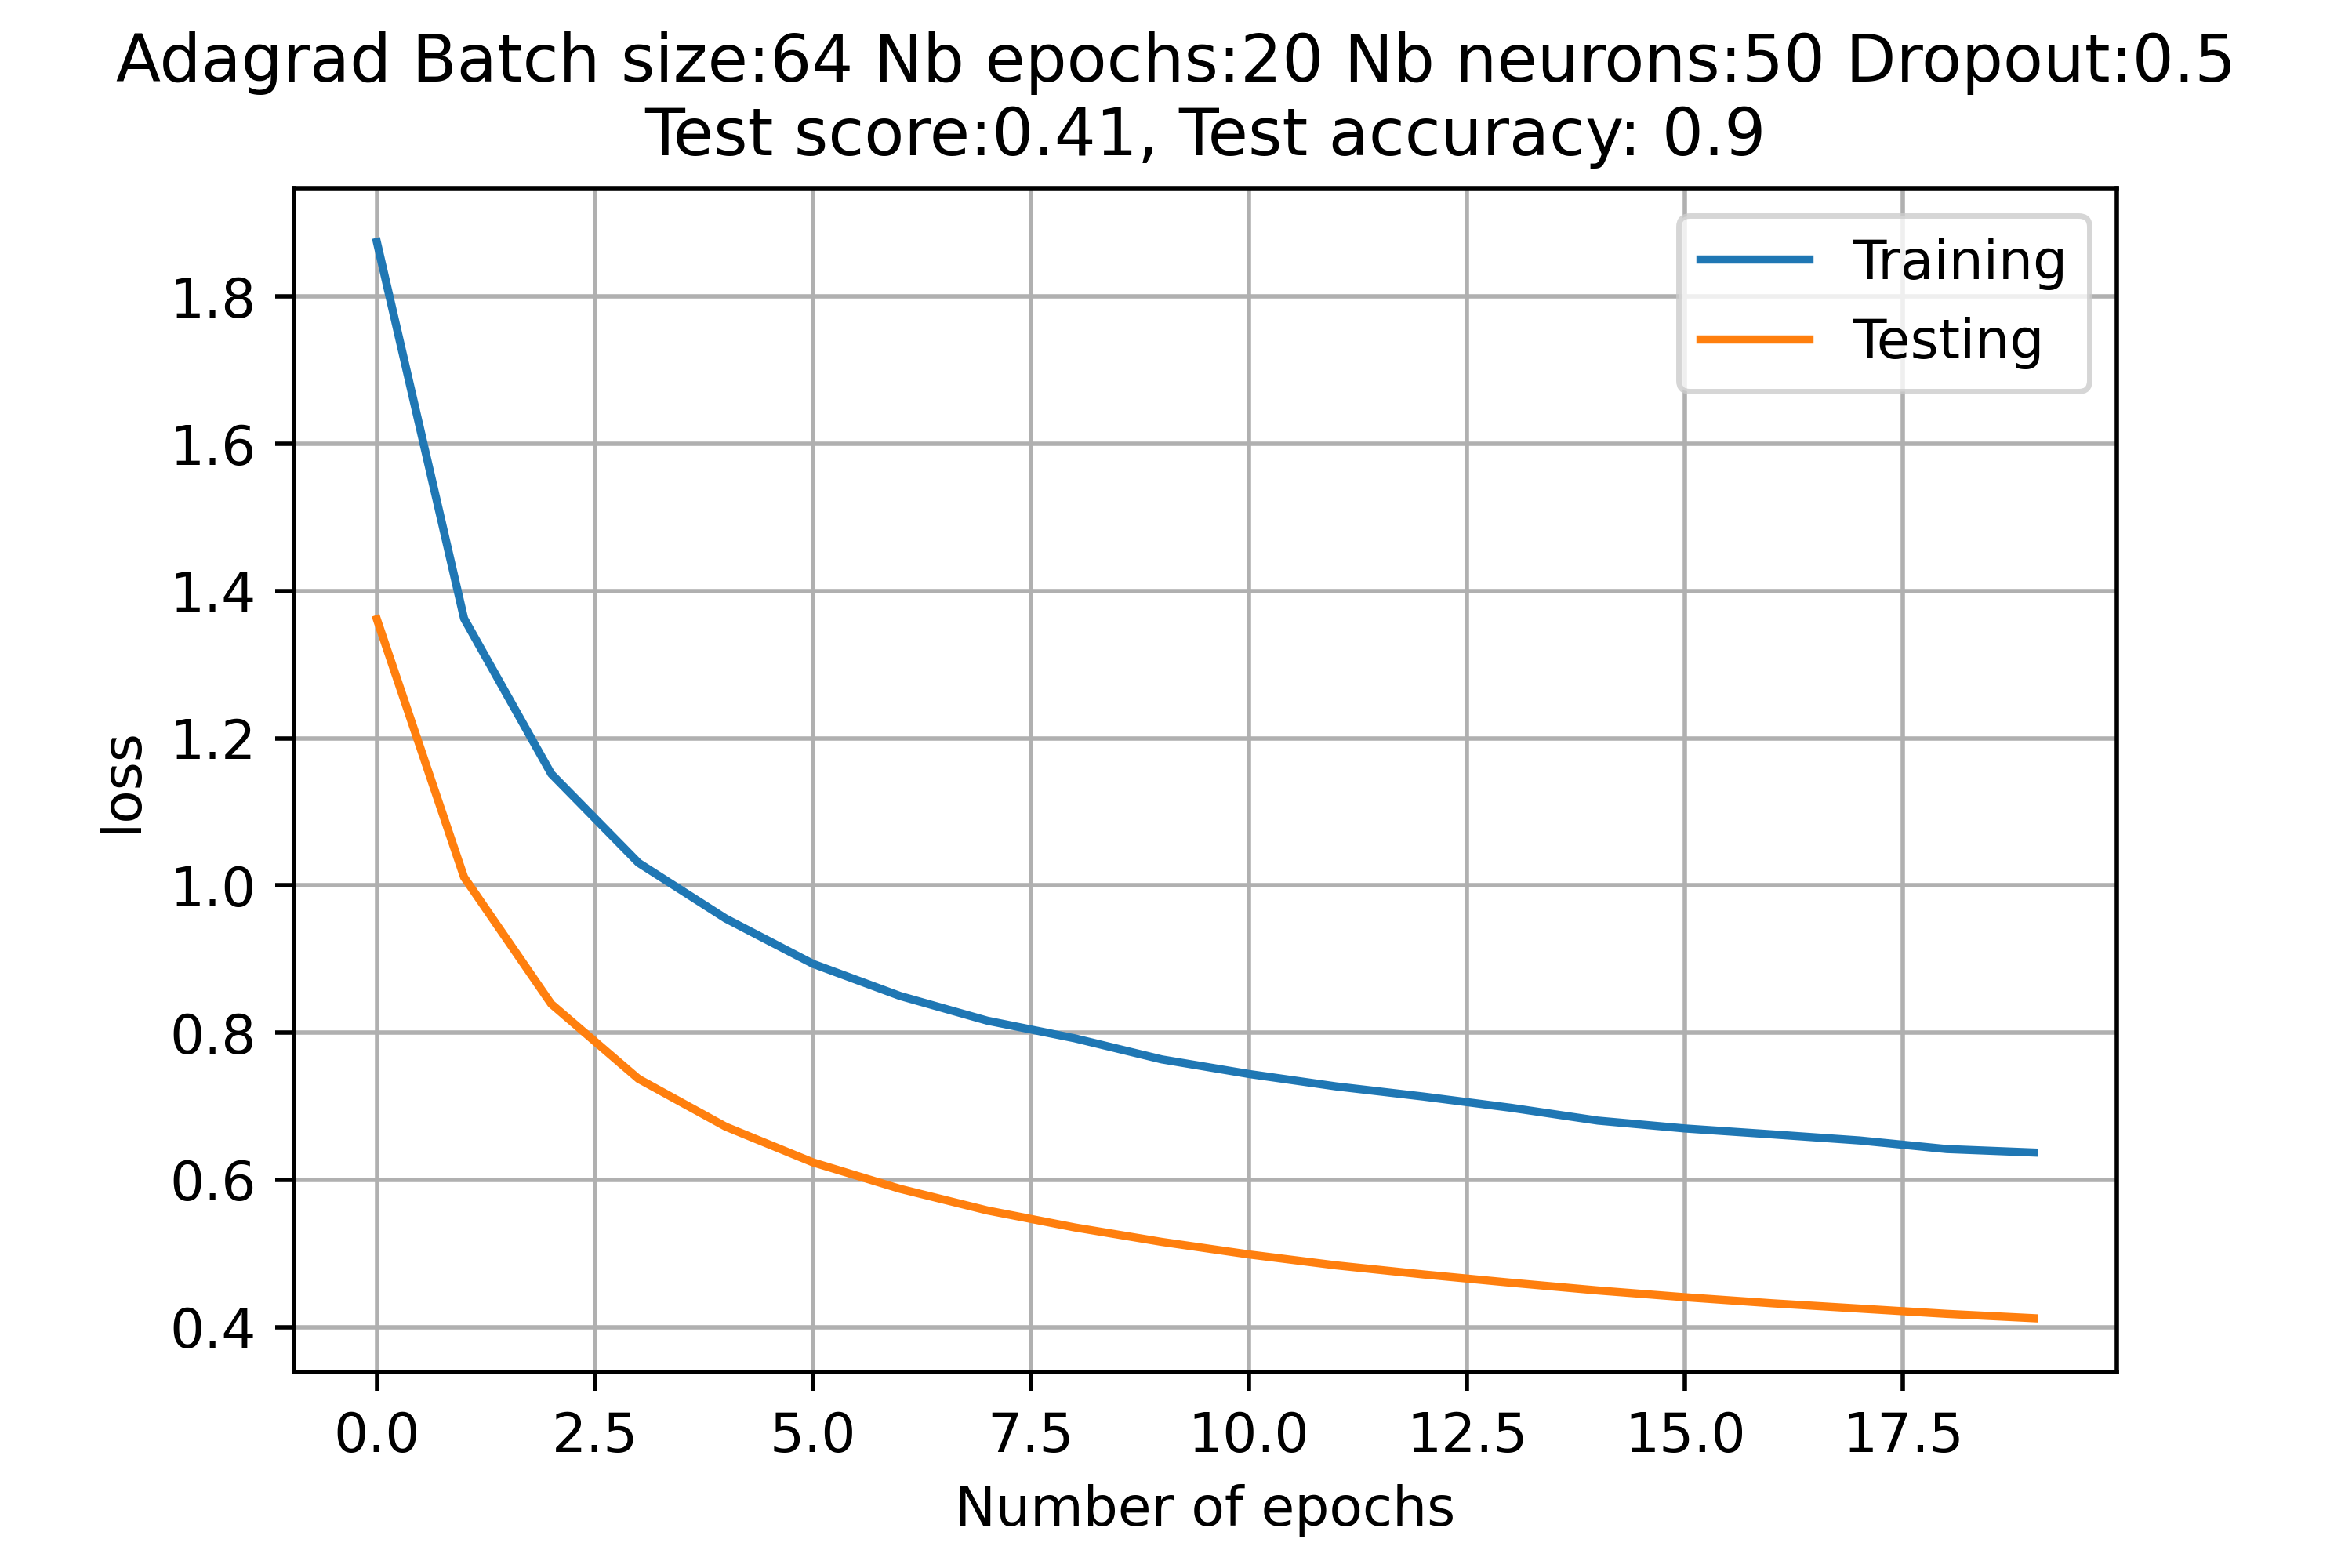 Adagrad Batch size:64 Nb epochs:20 Nb neurons:50 Dropout:0.5
Test score:0.41, Test accuracy: 0.9
Training
Testing
1.8
1.6
1.4
1.2
1.0
0.8
0.6
0.4
loss
0.0 2.5 5.0 7.5 10.0 12.5 15.0 17.5
Number of epochs